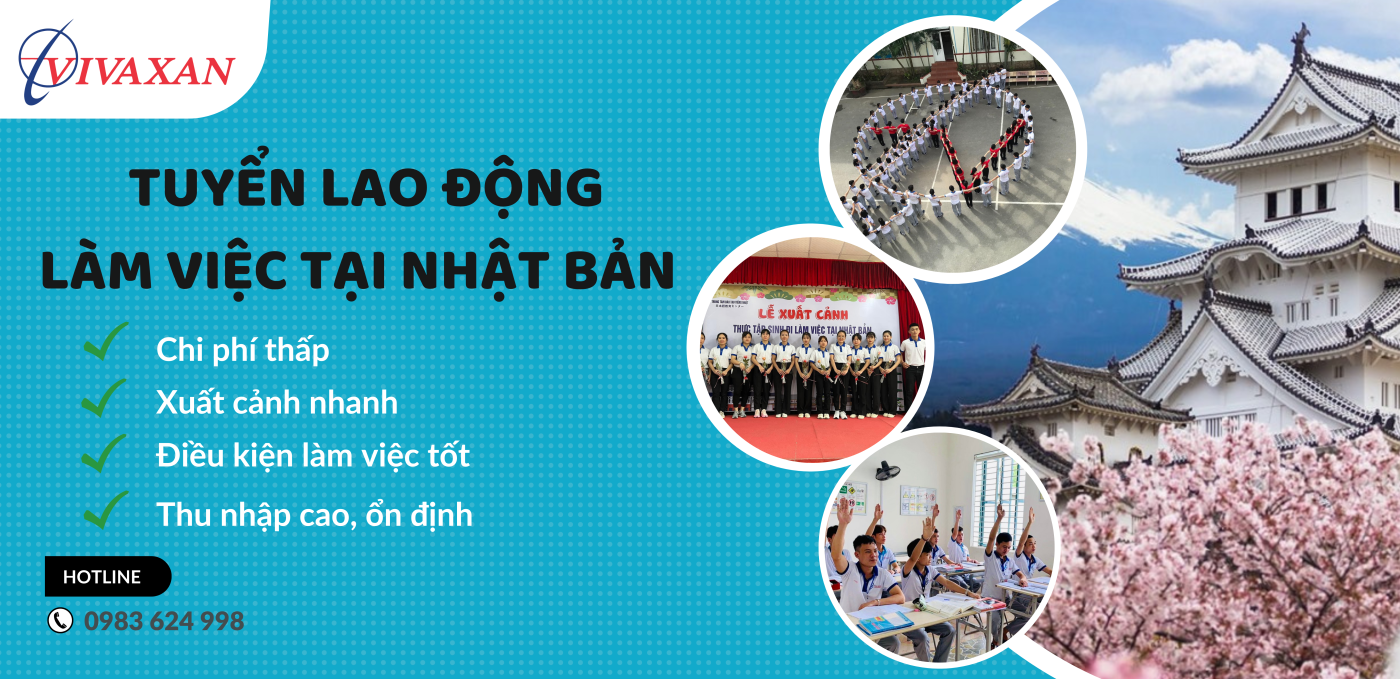 VIVAXAN
TUYỂN LAO ĐỘNG
LÀM VIỆC TẠI NHẬT BẢN
Chi phí thấp
Xuất cảnh nhanh
Điều kiện làm việc tốt
Thu nhập cao, ổn định
HOTLINE
0983 624 998
LỄ XUẤT CẢNH
THỰC TẬP SINH ĐI LÀM VIỆC TẠI NHẬT BẢN